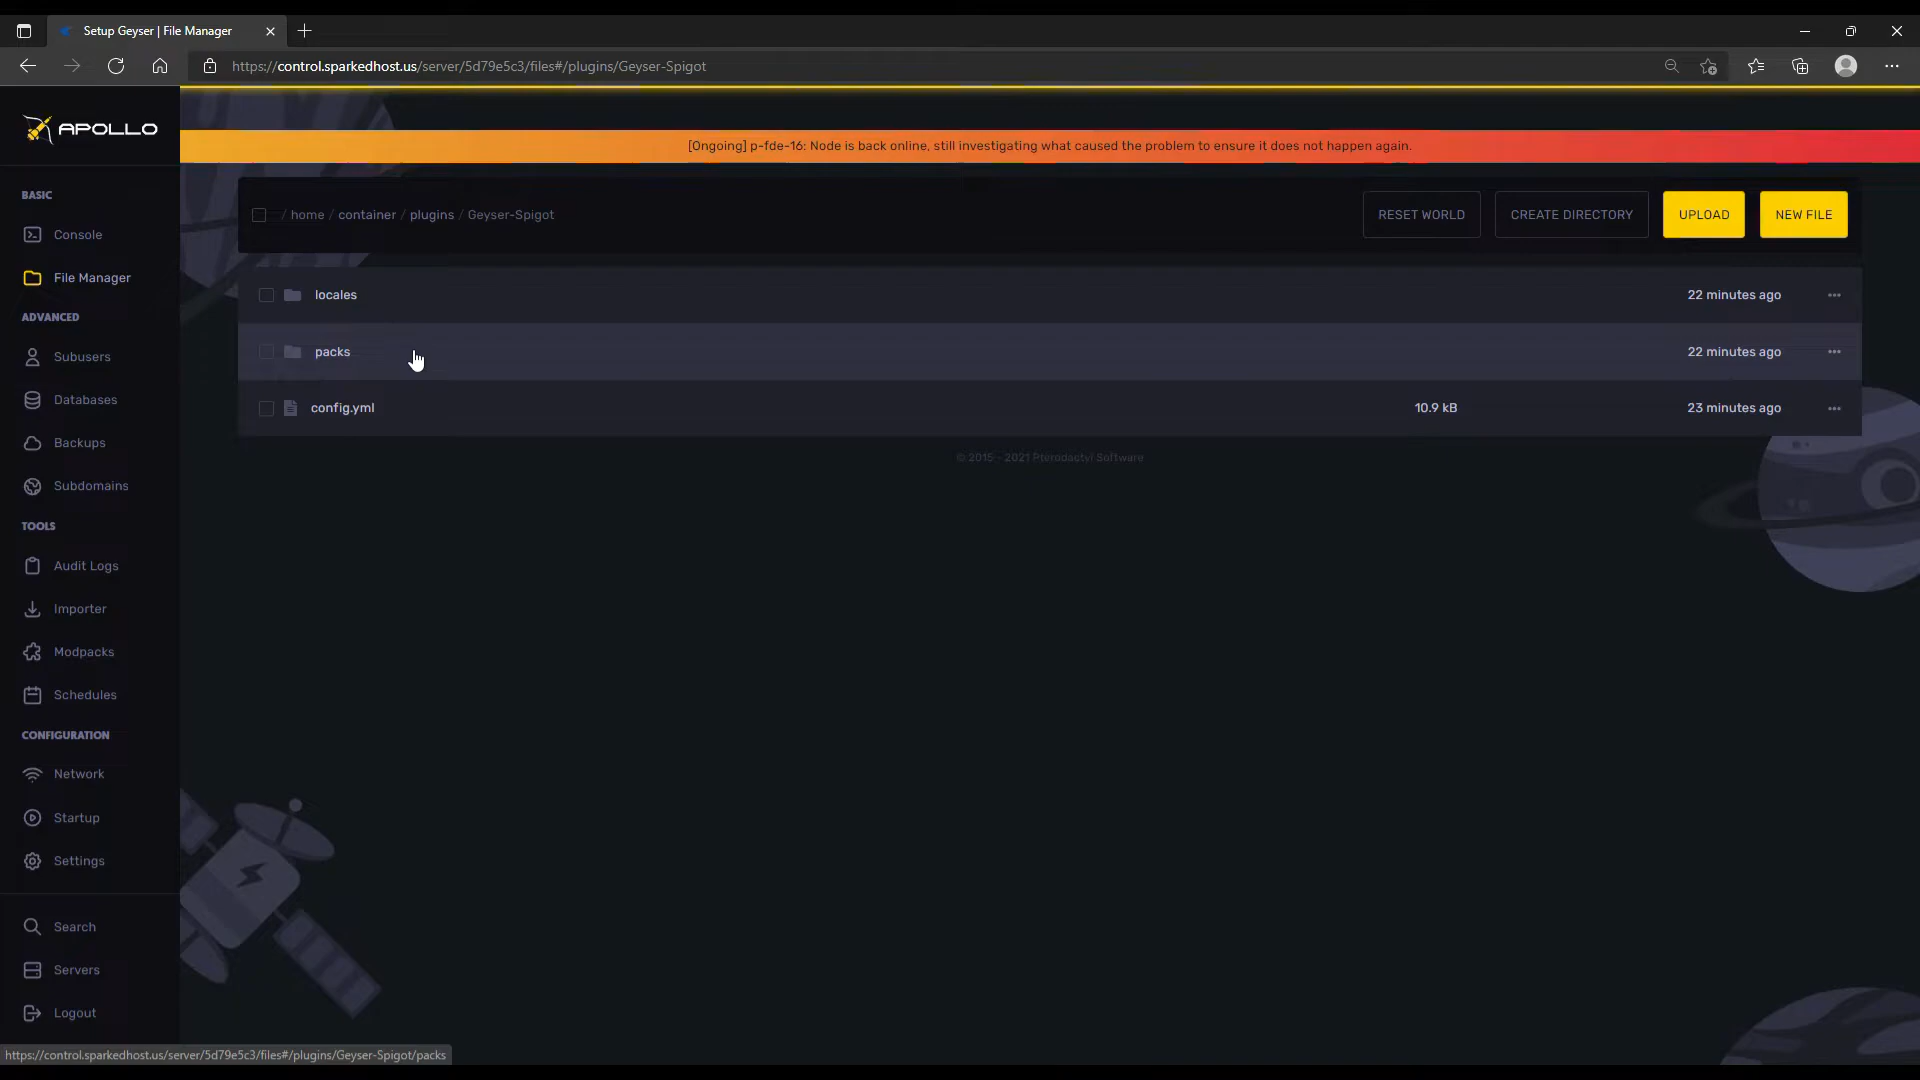 Setup Geyser | File Manager
https://control.sparkedhost.us/server/5d79e5c3/files#/plugins/Geyser-Spigot
APOLLO
[Ongoing] p-fde-16: Node is back online, still investigating what caused the problem to ensure it does not happen again.
BASIC
Console
File Manager
ADVANCED
Subusers
Databases
Backups
Subdomains
TOOLS
Audit Logs
Importer
Modpacks
Schedules
CONFIGURATION
Network
Startup
Settings
Search
Servers
Logout
/ home / container / plugins / Geyser-Spigot
RESET WORLD
CREATE DIRECTORY
UPLOAD
NEW FILE
locales 22 minutes ago
packs 22 minutes ago
config.yml 10.9 kB 23 minutes ago
© 2015 - 2021 Pterodactyl Software
https://control.sparkedhost.us/server/5d79e5c3/files#/plugins/Geyser-Spigot/packs